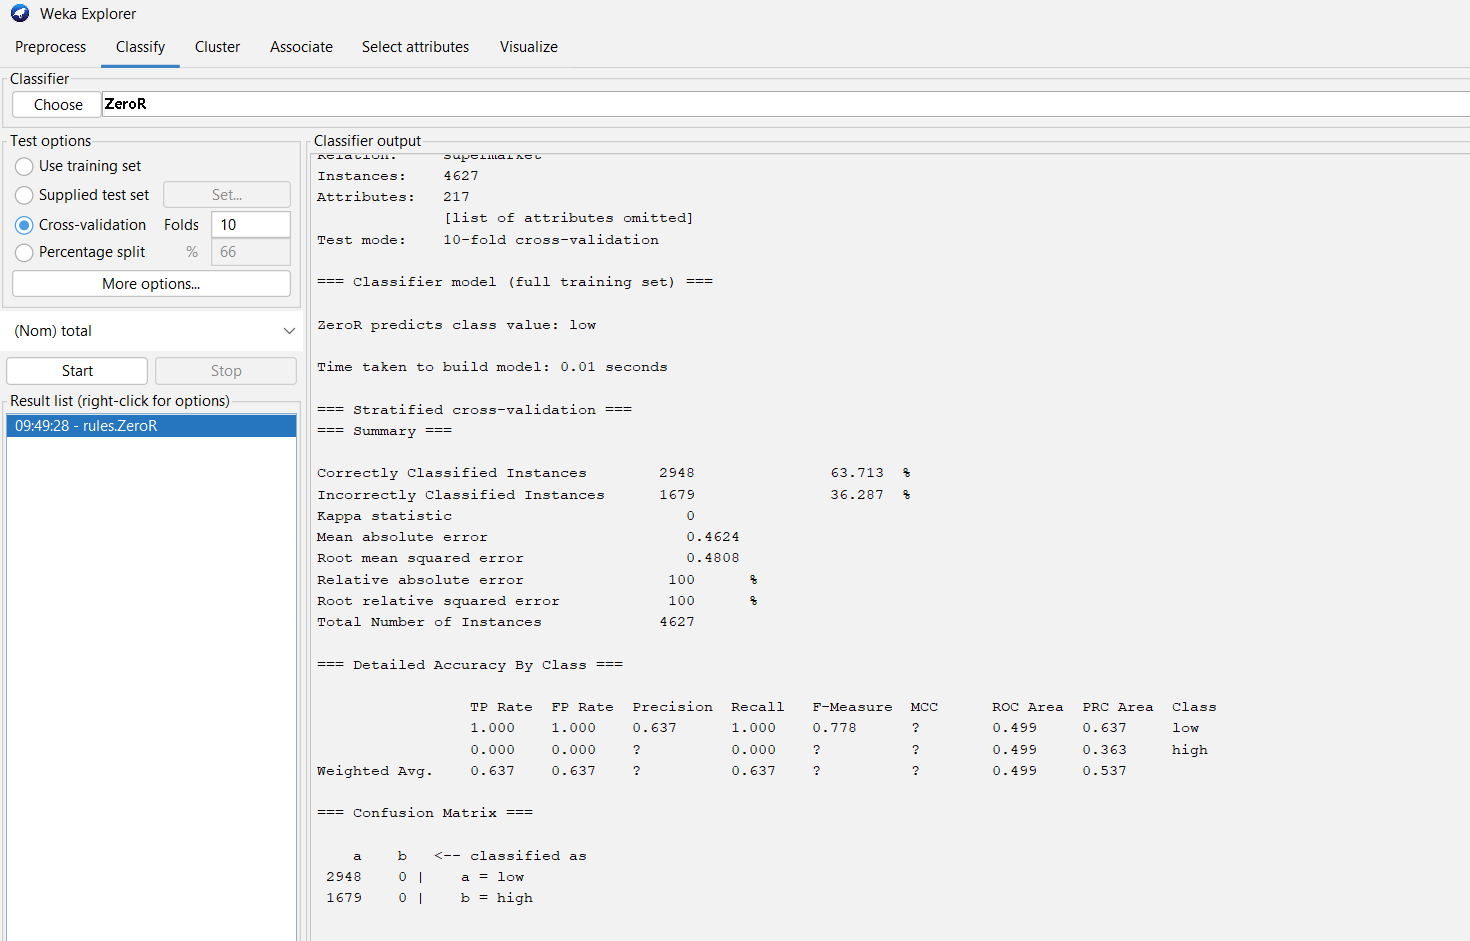 Weka Explorer
Preprocess Classify Cluster Associate Select attributes Visualize
Classifier
Choose ZeroR
Test options
Use training set
Supplied test set Set...
Cross-validation Folds 10
Percentage split % 66
More options...
(Nom) total
Start Stop
Result list (right-click for options)
09:49:28 - rules.ZeroR
Classifier output
Relation: supermarket
Instances: 4627
Attributes: 217
[list of attributes omitted]
Test mode: 10-fold cross-validation
=== Classifier model (full training set) ===
ZeroR predicts class value: low
Time taken to build model: 0.01 seconds
=== Stratified cross-validation ===
=== Summary ===
Correctly Classified Instances 2948 63.713 %
Incorrectly Classified Instances 1679 36.287 %
Kappa statistic 0
Mean absolute error 0.4624
Root mean squared error 0.4808
Relative absolute error 100 %
Root relative squared error 100 %
Total Number of Instances 4627
=== Detailed Accuracy By Class ===
TP Rate FP Rate Precision Recall F-Measure MCC ROC Area PRC Area Class
1.000 1.000 0.637 1.000 0.778 ? 0.499 0.637 low
0.000 0.000 ? 0.000 ? ? 0.499 0.363 high
Weighted Avg. 0.637 0.637 ? 0.637 ? ? 0.499 0.537
=== Confusion Matrix ===
a b <-- classified as
2948 0 | a = low
1679 0 | b = high